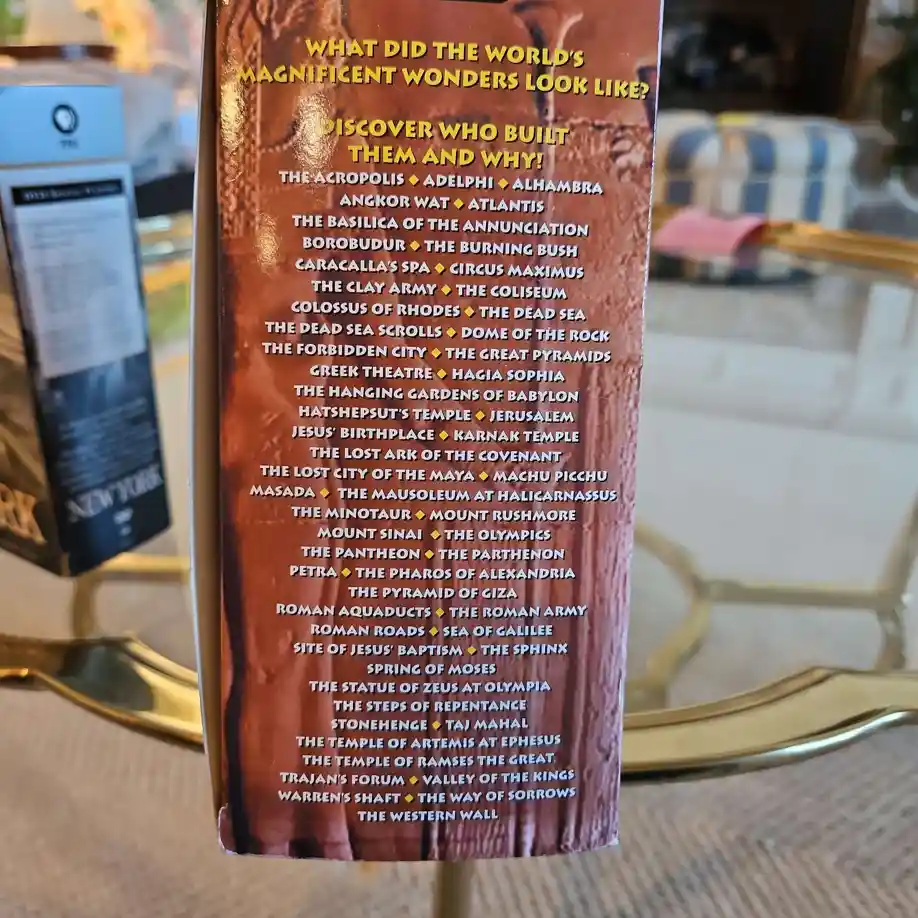 WHAT DID THE WORLD'S
MAGNIFICENT WONDERS LOOK LIKE?
DISCOVER WHO BUILT
THEM AND WHY!
THE ACROPOLIS ◆ ADELPHI ◆ ALHAMBRA
ANGKOR WAT ◆ ATLANTIS
THE BASILICA OF THE ANNUNCIATION
BOROBUDUR ◆ THE BURNING BUSH
CARACALLA'S SPA ◆ CIRCUS MAXIMUS
THE CLAY ARMY ◆ THE COLISEUM
COLOSSUS OF RHODES ◆ THE DEAD SEA
THE DEAD SEA SCROLLS ◆ DOME OF THE ROCK
THE FORBIDDEN CITY ◆ THE GREAT PYRAMIDS
GREEK THEATRE ◆ HAGIA SOPHIA
THE HANGING GARDENS OF BABYLON
HATSHEPSUT'S TEMPLE ◆ JERUSALEM
JESUS' BIRTHPLACE ◆ KARNAK TEMPLE
THE LOST ARK OF THE COVENANT
THE LOST CITY OF THE MAYA ◆ MACHU PICCHU
MASADA ◆ THE MAUSOLEUM AT HALICARNASSUS
THE MINOTAUR ◆ MOUNT RUSHMORE
MOUNT SINAI ◆ THE OLYMPICS
THE PANTHEON ◆ THE PARTHENON
PETRA ◆ THE PHAROS OF ALEXANDRIA
THE PYRAMID OF GIZA
ROMAN AQUADUCTS ◆ THE ROMAN ARMY
ROMAN ROADS ◆ SEA OF GALILEE
SITE OF JESUS' BAPTISM ◆ THE SPHINX
SPRING OF MOSES
THE STATUE OF ZEUS AT OLYMPIA
THE STEPS OF REPENTANCE
STONEHENGE ◆ TAJ MAHAL
THE TEMPLE OF ARTEMIS AT EPHESUS
THE TEMPLE OF RAMSES THE GREAT
TRAJAN'S FORUM ◆ VALLEY OF THE KINGS
WARREN'S SHAFT ◆ THE WAY OF SORROWS
THE WESTERN WALL
NEW YORK